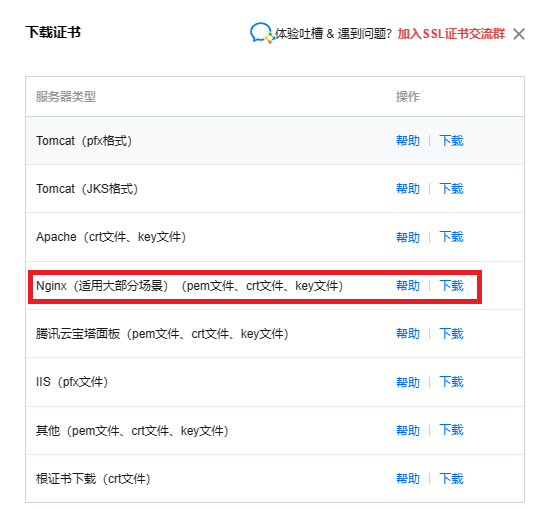 下载证书
体验吐槽 & 遇到问题? 加入SSL证书交流群
服务器类型 操作
Tomcat（pfx格式） 帮助 下载
Tomcat（JKS格式） 帮助 下载
Apache（crt文件、key文件） 帮助 下载
Nginx（适用大部分场景）（pem文件、crt文件、key文件） 帮助 下载
腾讯云宝塔面板（pem文件、crt文件、key文件） 帮助 下载
IIS（pfx文件） 帮助 下载
其他（pem文件、crt文件、key文件） 帮助 下载
根证书下载（crt文件） 帮助 下载